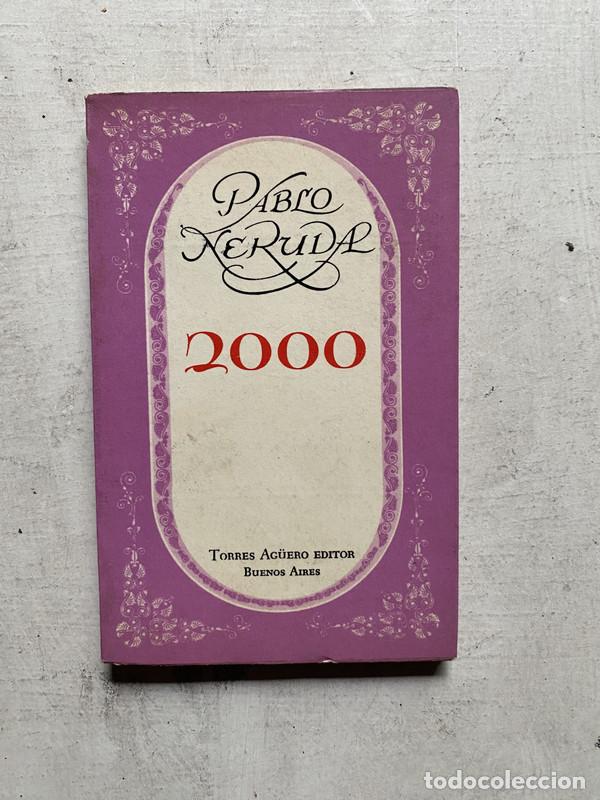 PABLO
NERUDA
2000
TORRES AGÜERO EDITOR
BUENOS AIRES
todocoleccion